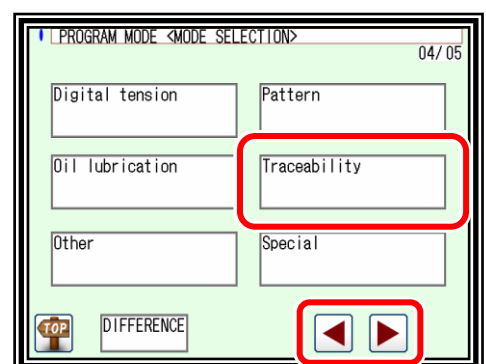 PROGRAM MODE <MODE SELECTION>
04/05
Digital tension
Pattern
Oil lubrication
Traceability
Other
Special
TOP
DIFFERENCE